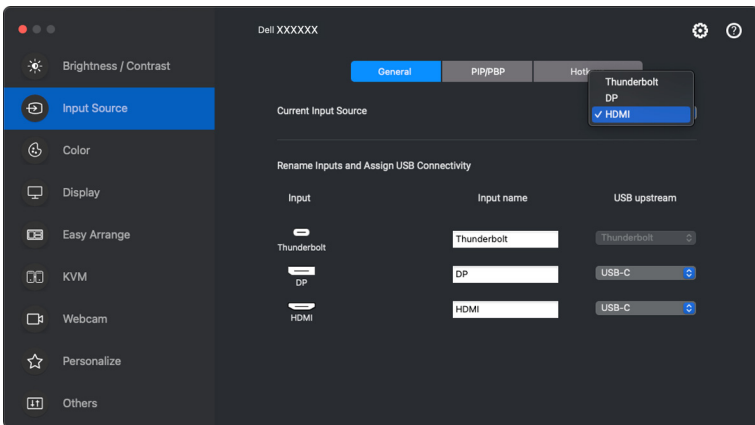 Dell XXXXXX
Brightness / Contrast
Input Source
Color
Display
Easy Arrange
KVM
Webcam
Personalize
Others
General PIP/PBP
Current Input Source
Thunderbolt
DP
HDMI
Rename Inputs and Assign USB Connectivity
Input Input name USB upstream
Thunderbolt Thunderbolt Thunderbolt
DP DP USB-C
HDMI HDMI USB-C